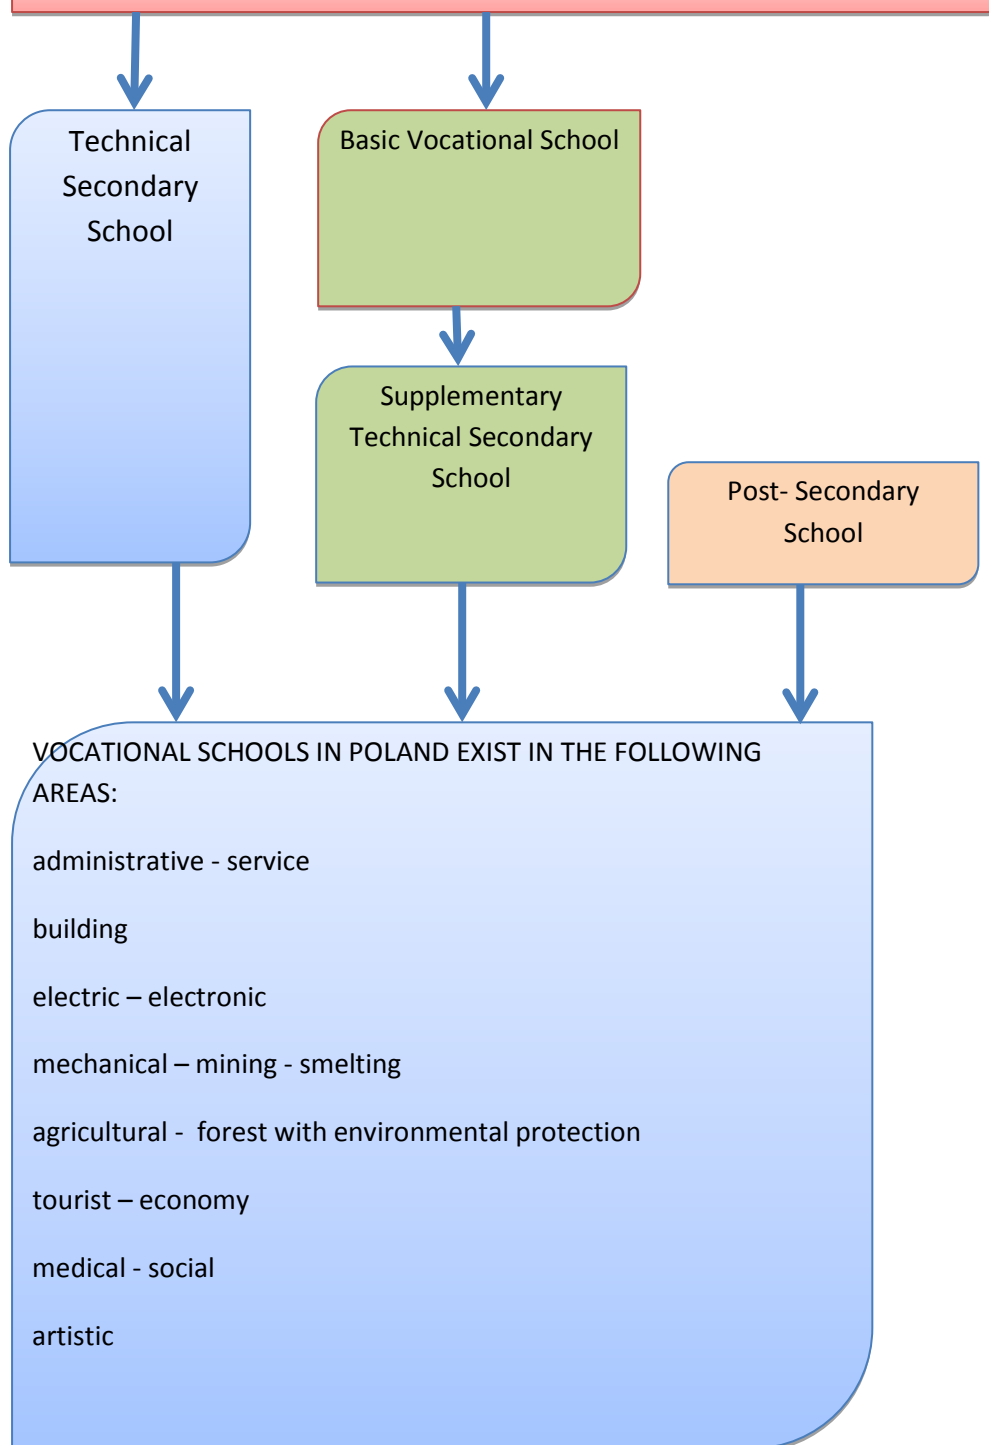 Technical
Secondary
School
Basic Vocational School
Supplementary
Technical Secondary
School
Post- Secondary
School
VOCATIONAL SCHOOLS IN POLAND EXIST IN THE FOLLOWING
AREAS:
administrative - service
building
electric – electronic
mechanical – mining - smelting
agricultural -  forest with environmental protection
tourist – economy
medical - social
artistic